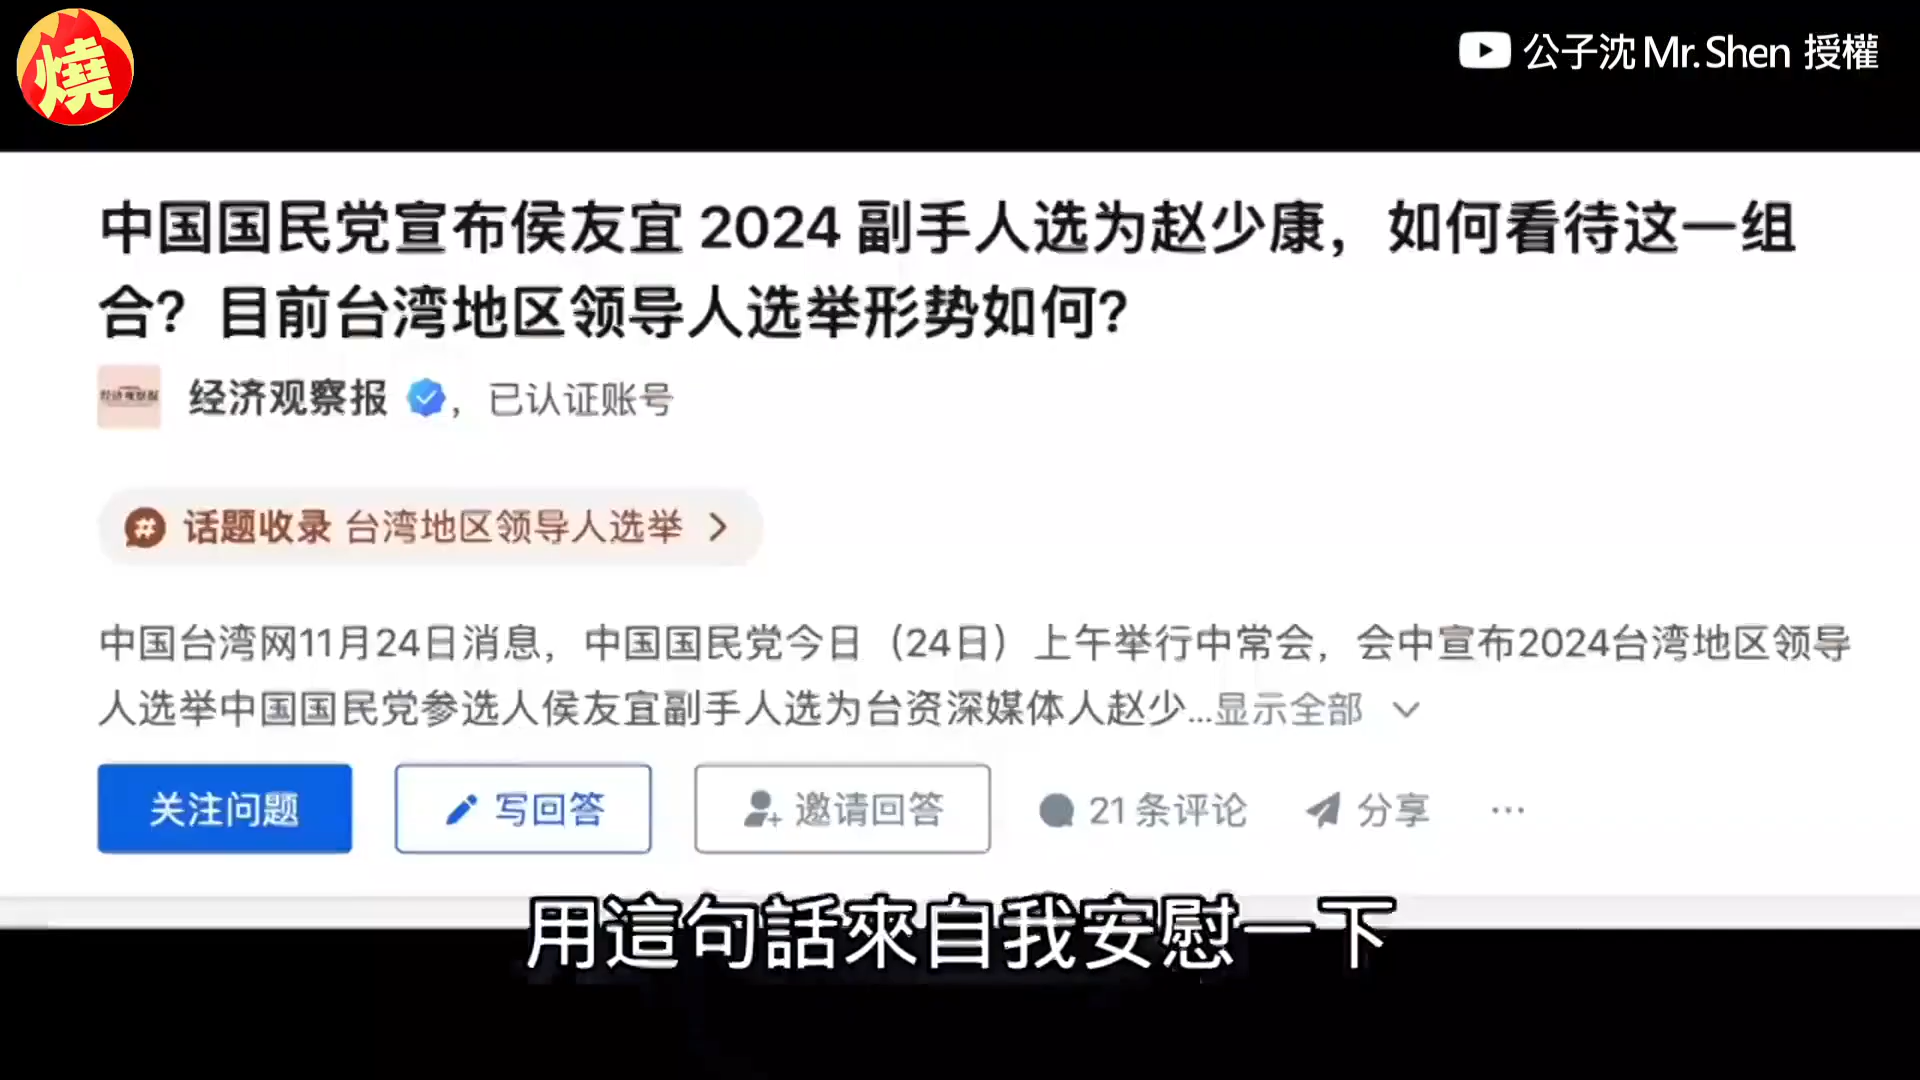 燒
公子沈Mr.Shen 授權
中国国民党宣布侯友宜 2024 副手人选为赵少康，如何看待这一组
合？目前台湾地区领导人选举形势如何？
经济观察报
经济观察报 ，已认证账号
# 话题收录 台湾地区领导人选举 >
中国台湾网11月24日消息，中国国民党今日（24日）上午举行中常会，会中宣布2024台湾地区领导
人选举中国国民党参选人侯友宜副手人选为台资深媒体人赵少...显示全部
关注问题 写回答 邀请回答 21 条评论 分享 ...
用這句話來自我安慰一下